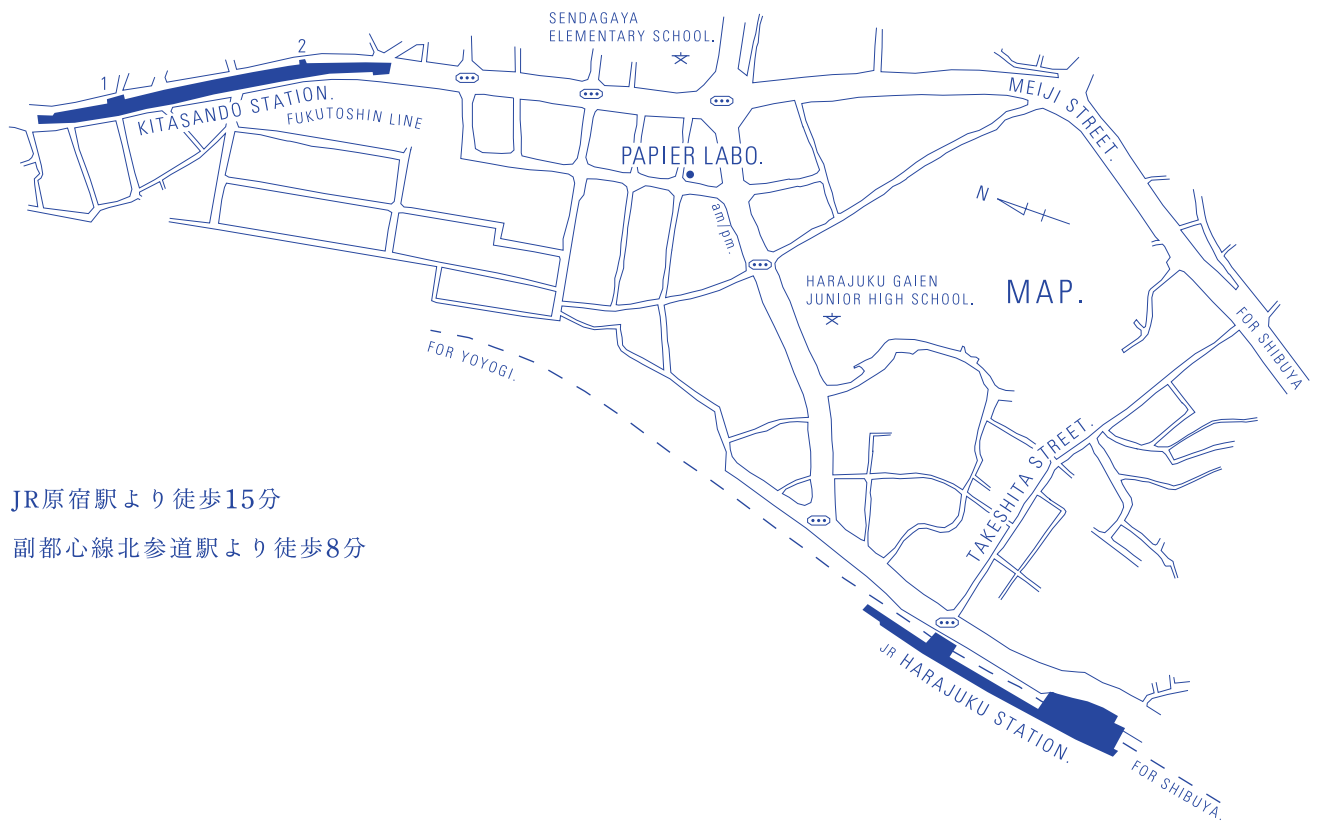 SENDAGAYA
ELEMENTARY SCHOOL.
2
1
KITASANDO STATION.
FUKUTOSHIN LINE
MEIJI STREET.
PAPIER LABO.
N
am/pm.
HARAJUKU GAIEN
JUNIOR HIGH SCHOOL.
MAP.
FOR SHIBUYA
FOR YOYOGI.
TAKESHITA STREET.
JR原宿駅より徒歩15分
副都心線北参道駅より徒歩8分
JR HARAJUKU STATION.
FOR SHIBUYA.